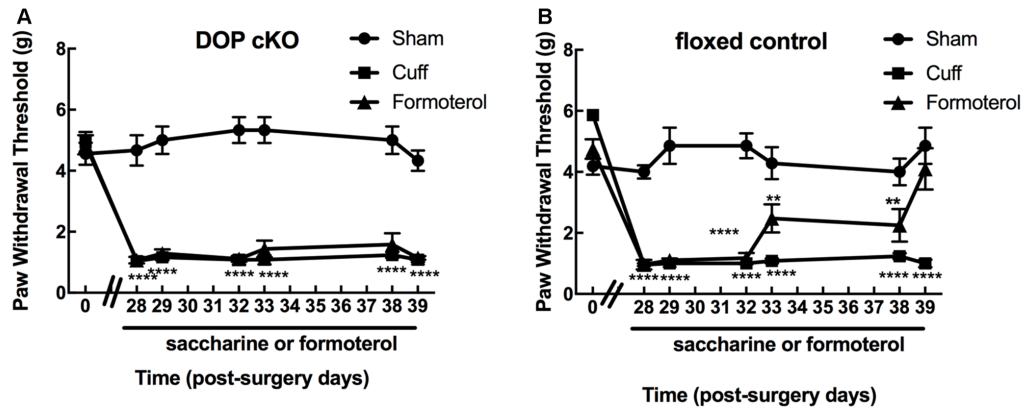 A
DOP cKO
Sham
Cuff
Formoterol
Paw Withdrawal Threshold (g)
8
6
4
2
0
**** **** **** **** **** ****
0 28 29 30 31 32 33 34 35 36 37 38 39
saccharine or formoterol
Time (post-surgery days)
B
floxed control
Sham
Cuff
Formoterol
Paw Withdrawal Threshold (g)
8
6
4
2
0
** **
****
**** **** **** **** **** ****
0 28 29 30 31 32 33 34 35 36 37 38 39
saccharine or formoterol
Time (post-surgery days)